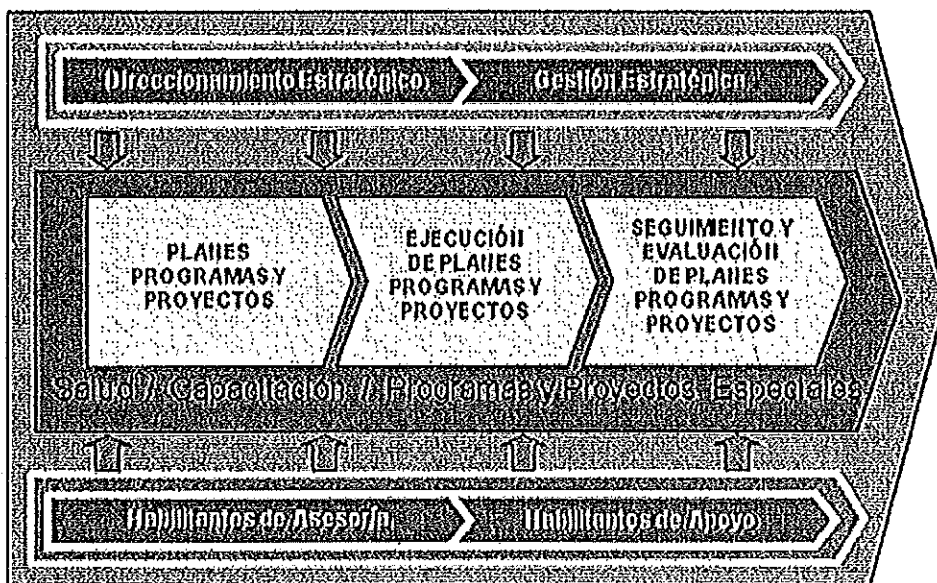 Direccionamiento Estratégico
Gestión Estratégica
PLANES
PROGRAMAS Y
PROYECTOS
EJECUCIÓN
DE PLANES
PROGRAMAS Y
PROYECTOS
SEGUIMIENTO Y
EVALUACIÓN
DE PLANES
PROGRAMAS Y
PROYECTOS
Salud / Capacitación / Programas y Proyectos Especiales
Habilitantes de Asesoría
Habilitantes de Apoyo